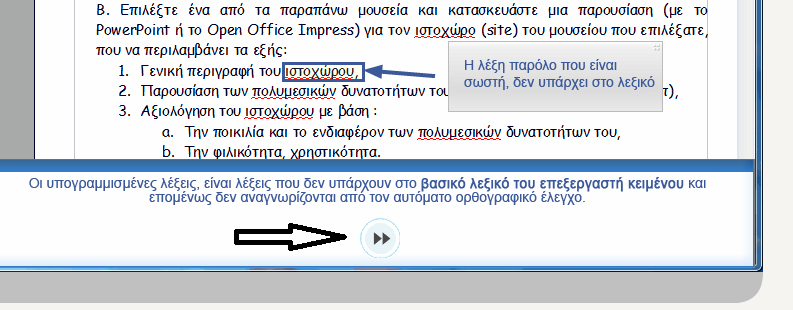 Β. Επιλέξτε ένα από τα παραπάνω μουσεία και κατασκευάστε μια παρουσίαση (με το
PowerPoint ή το Open Office Impress) για τον ιστοχώρο (site) του μουσείου που επιλέξατε,
που να περιλαμβάνει τα εξής:
1. Γενική περιγραφή του ιστοχώρου,
2. Παρουσίαση των πολυμεσικών δυνατοτήτων του
3. Αξιολόγηση του ιστοχώρου με βάση :
a. Την ποικιλία και το ενδιαφέρον των πολυμεσικών δυνατοτήτων του,
b. Την φιλικότητα, χρηστικότητα.
Η λέξη παρόλο που είναι
σωστή, δεν υπάρχει στο λεξικό
Οι υπογραμμισμένες λέξεις, είναι λέξεις που δεν υπάρχουν στο βασικό λεξικό του επεξεργαστή κειμένου και
επομένως δεν αναγνωρίζονται από τον αυτόματο ορθογραφικό έλεγχο.